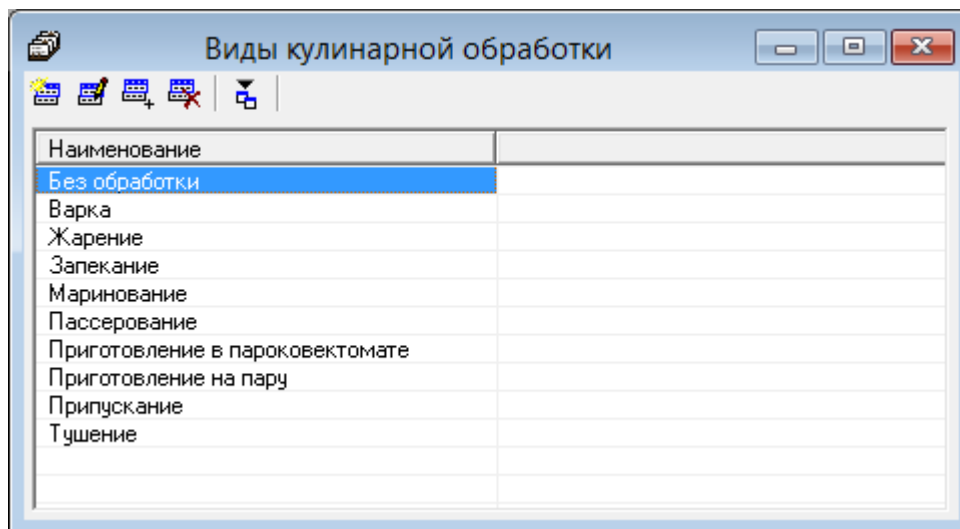 Виды кулинарной обработки
Наименование
Без обработки
Варка
Жарение
Запекание
Маринование
Пассерование
Приготовление в пароковектомате
Приготовление на пару
Припускание
Тушение